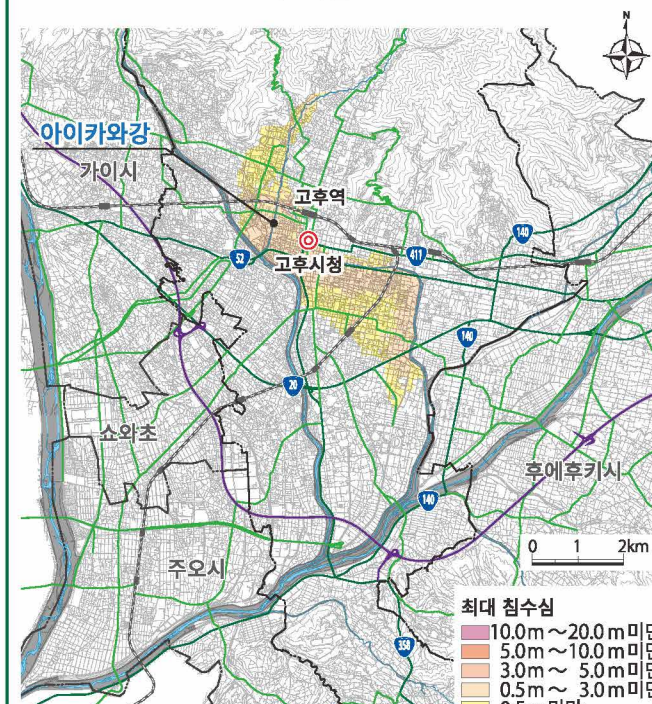 N
아이카와강
가이시
고후역
140
52
411
고후시청
140
20
쇼와초
후에후키시
140
0 1 2km
주오시
최대 침수심
358
10.0m～20.0m미만
5.0m～10.0m미만
3.0m～ 5.0m미만
0.5m～ 3.0m미만